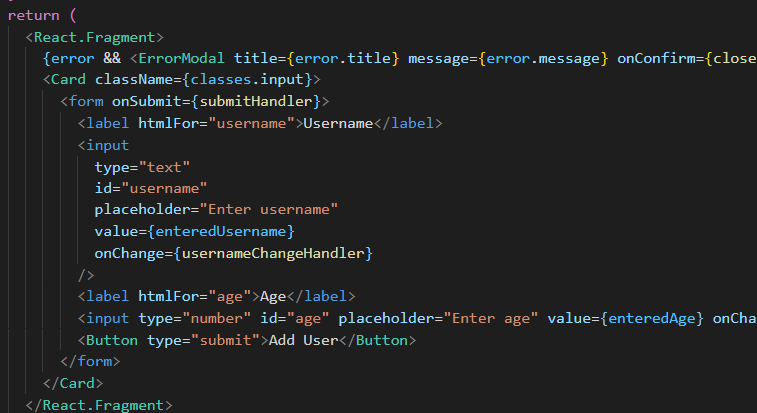 return (
<React.Fragment>
{error && <ErrorModal title={error.title} message={error.message} onConfirm={close
<Card className={classes.input}>
<form onSubmit={submitHandler}>
<label htmlFor="username">Username</label>
<input
type="text"
id="username"
placeholder="Enter username"
value={enteredUsername}
onChange={usernameChangeHandler}
/>
<label htmlFor="age">Age</label>
<input type="number" id="age" placeholder="Enter age" value={enteredAge} onCha
<Button type="submit">Add User</Button>
</form>
</Card>
</React.Fragment>